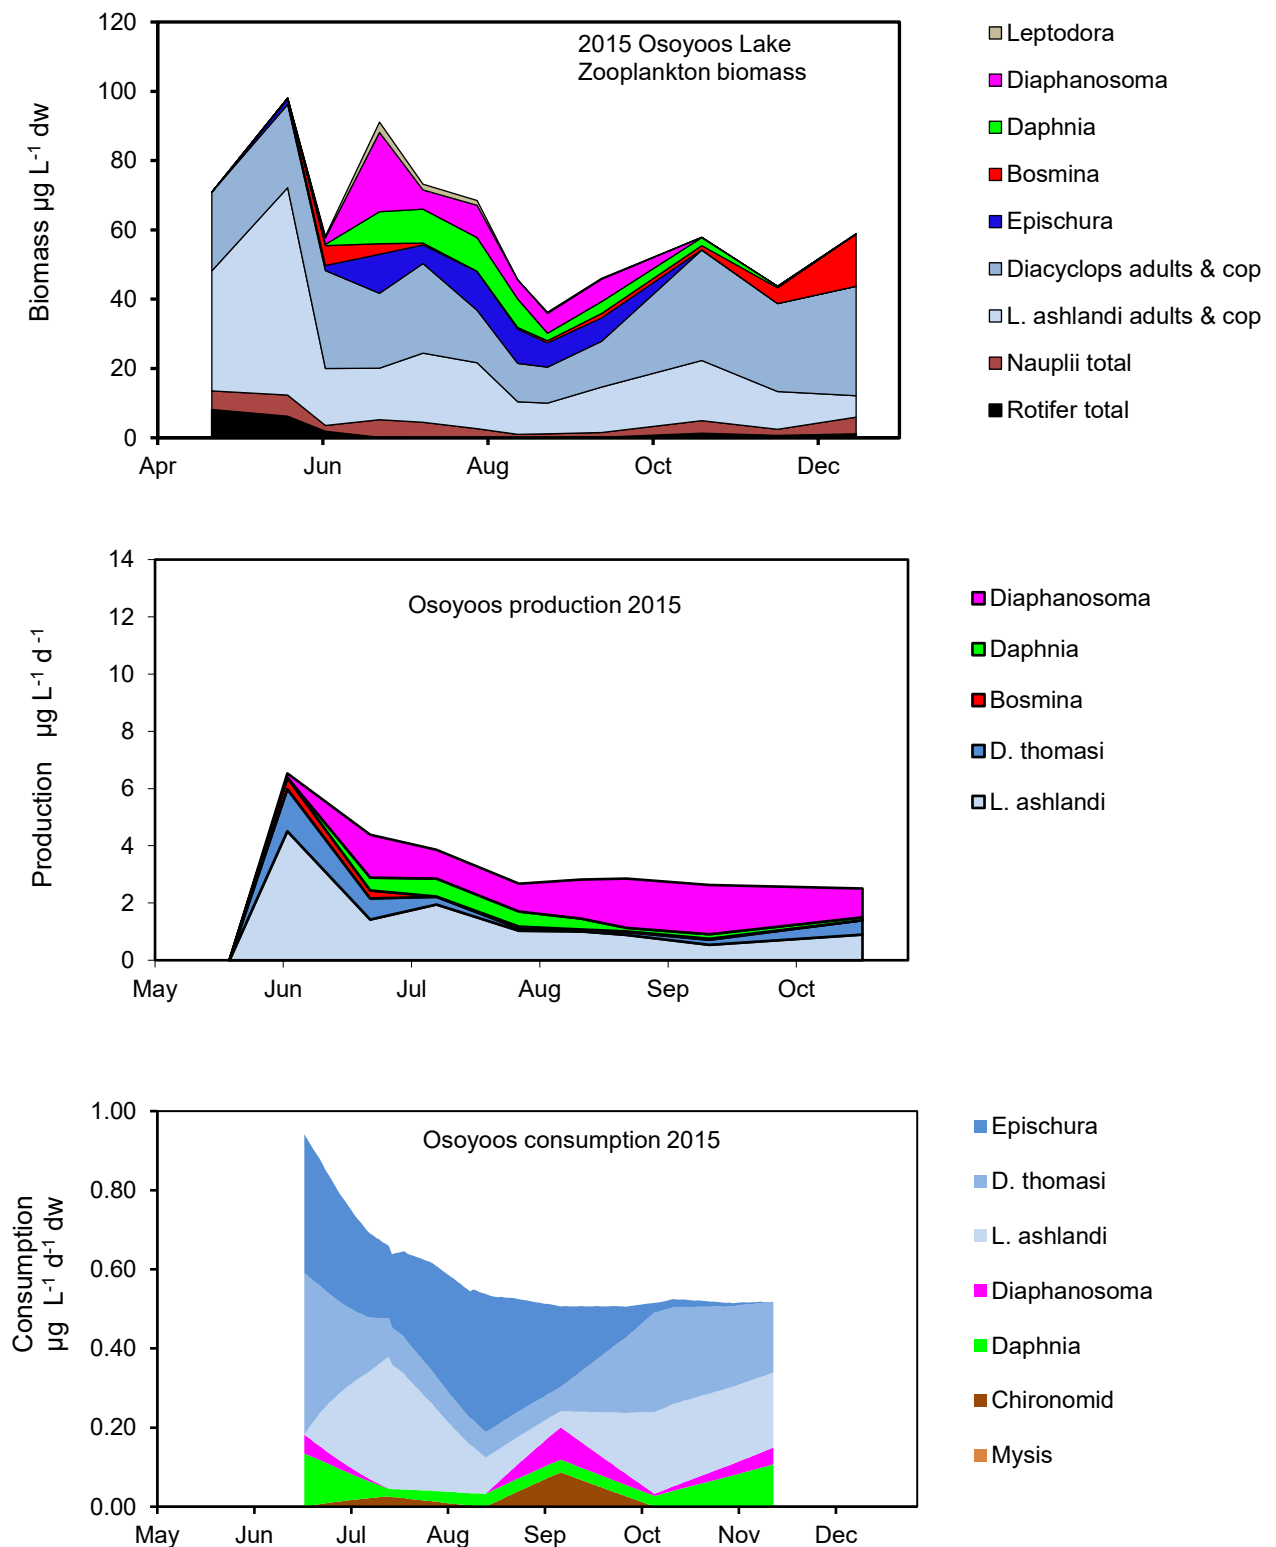 120
100
80
60
40
20
0
Biomass µg L-1 dw
2015 Osoyoos Lake
Zooplankton biomass
Apr Jun Aug Oct Dec
Leptodora
Diaphanosoma
Daphnia
Bosmina
Epischura
Diacyclops adults & cop
L. ashlandi adults & cop
Nauplii total
Rotifer total
14
12
10
8
6
4
2
0
Production µg L-1 d-1
Osoyoos production 2015
May Jun Jul Aug Sep Oct
Diaphanosoma
Daphnia
Bosmina
D. thomasi
L. ashlandi
1.00
0.80
0.60
0.40
0.20
0.00
Consumption
µg L-1 d-1 dw
Osoyoos consumption 2015
May Jun Jul Aug Sep Oct Nov Dec
Epischura
D. thomasi
L. ashlandi
Diaphanosoma
Daphnia
Chironomid
Mysis